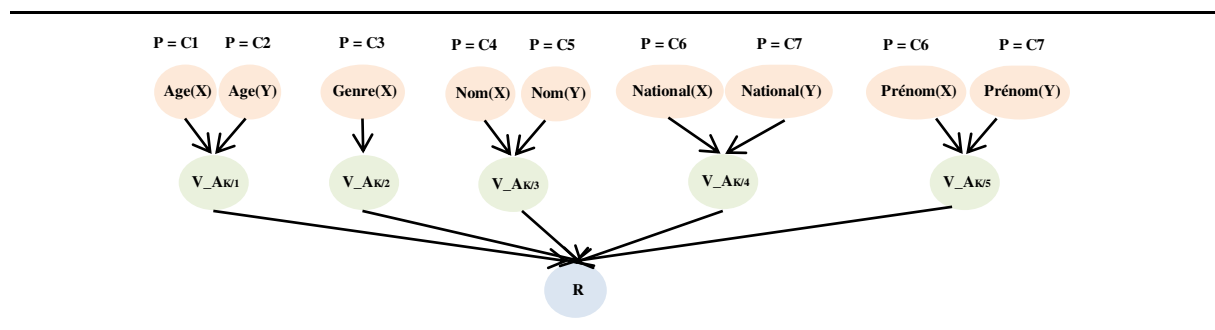 P = C1 P = C2 P = C3 P = C4 P = C5 P = C6 P = C7 P = C6 P = C7
Age(X) Age(Y) Genre(X) Nom(X) Nom(Y) National(X) National(Y) Prénom(X) Prénom(Y)
V_AK/1 V_AK/2 V_AK/3 V_AK/4 V_AK/5
R